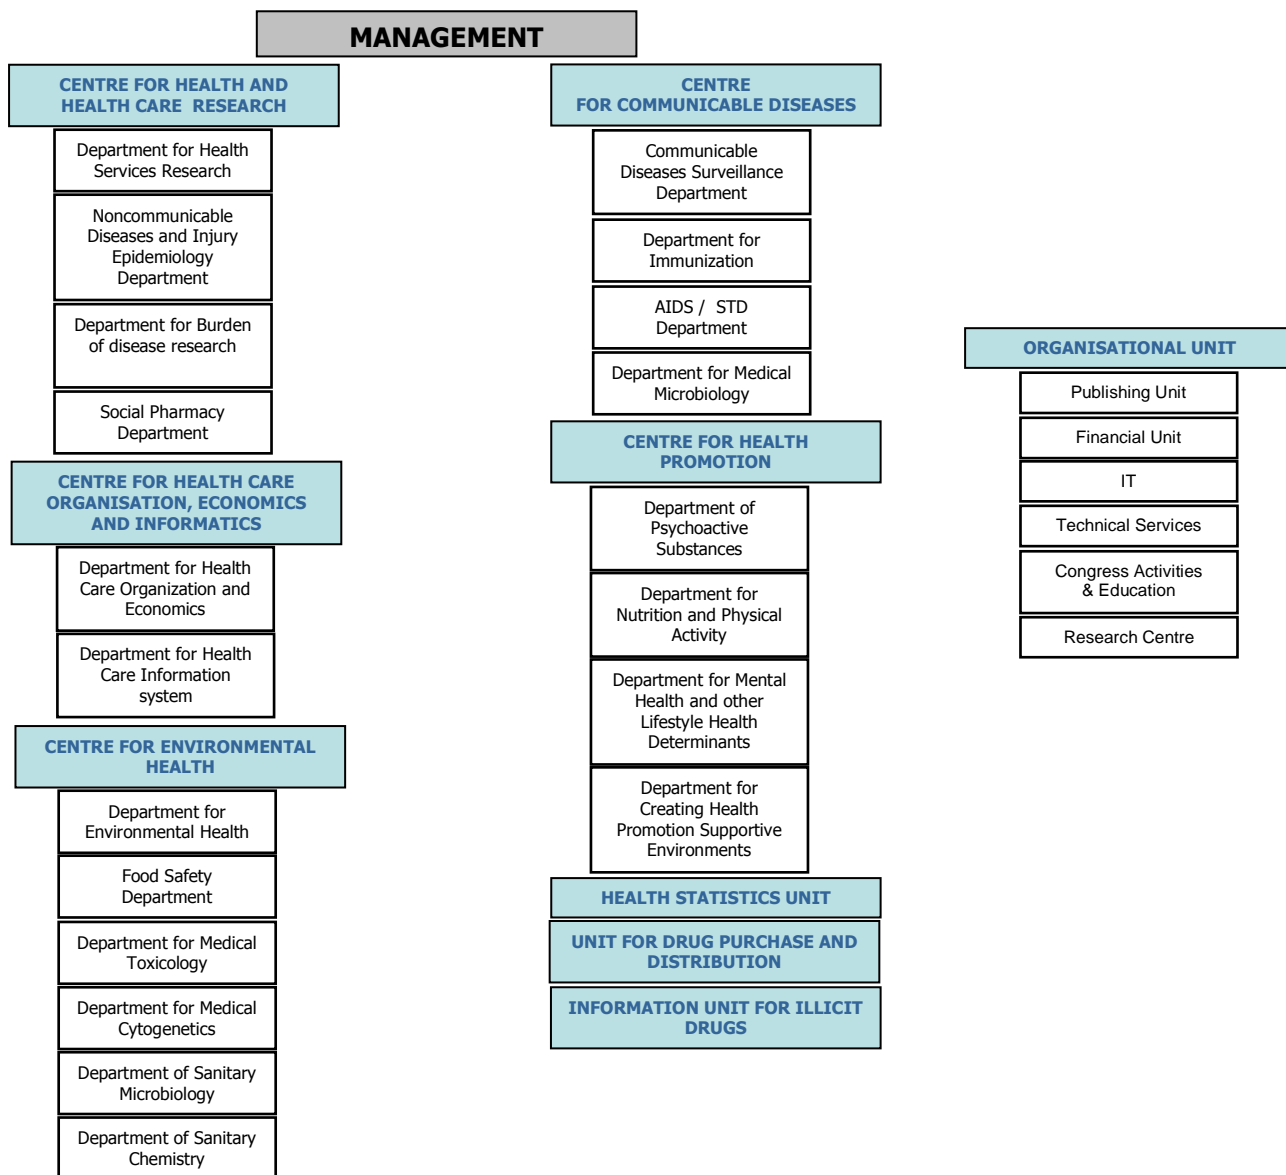 MANAGEMENT
CENTRE FOR HEALTH AND
HEALTH CARE RESEARCH
Department for Health
Services Research
Noncommunicable
Diseases and Injury
Epidemiology
Department
Department for Burden
of disease research
Social Pharmacy
Department
CENTRE FOR HEALTH CARE
ORGANISATION, ECONOMICS
AND INFORMATICS
Department for Health
Care Organization and
Economics
Department for Health
Care Information
system
CENTRE FOR ENVIRONMENTAL
HEALTH
Department for
Environmental Health
Food Safety
Department
Department for Medical
Toxicology
Department for Medical
Cytogenetics
Department of Sanitary
Microbiology
Department of Sanitary
Chemistry
CENTRE
FOR COMMUNICABLE DISEASES
Communicable
Diseases Surveillance
Department
Department for
Immunization
AIDS / STD
Department
Department for Medical
Microbiology
CENTRE FOR HEALTH
PROMOTION
Department of
Psychoactive
Substances
Department for
Nutrition and Physical
Activity
Department for Mental
Health and other
Lifestyle Health
Determinants
Department for
Creating Health
Promotion Supportive
Environments
HEALTH STATISTICS UNIT
UNIT FOR DRUG PURCHASE AND
DISTRIBUTION
INFORMATION UNIT FOR ILLICIT
DRUGS
ORGANISATIONAL UNIT
Publishing Unit
Financial Unit
IT
Technical Services
Congress Activities
& Education
Research Centre